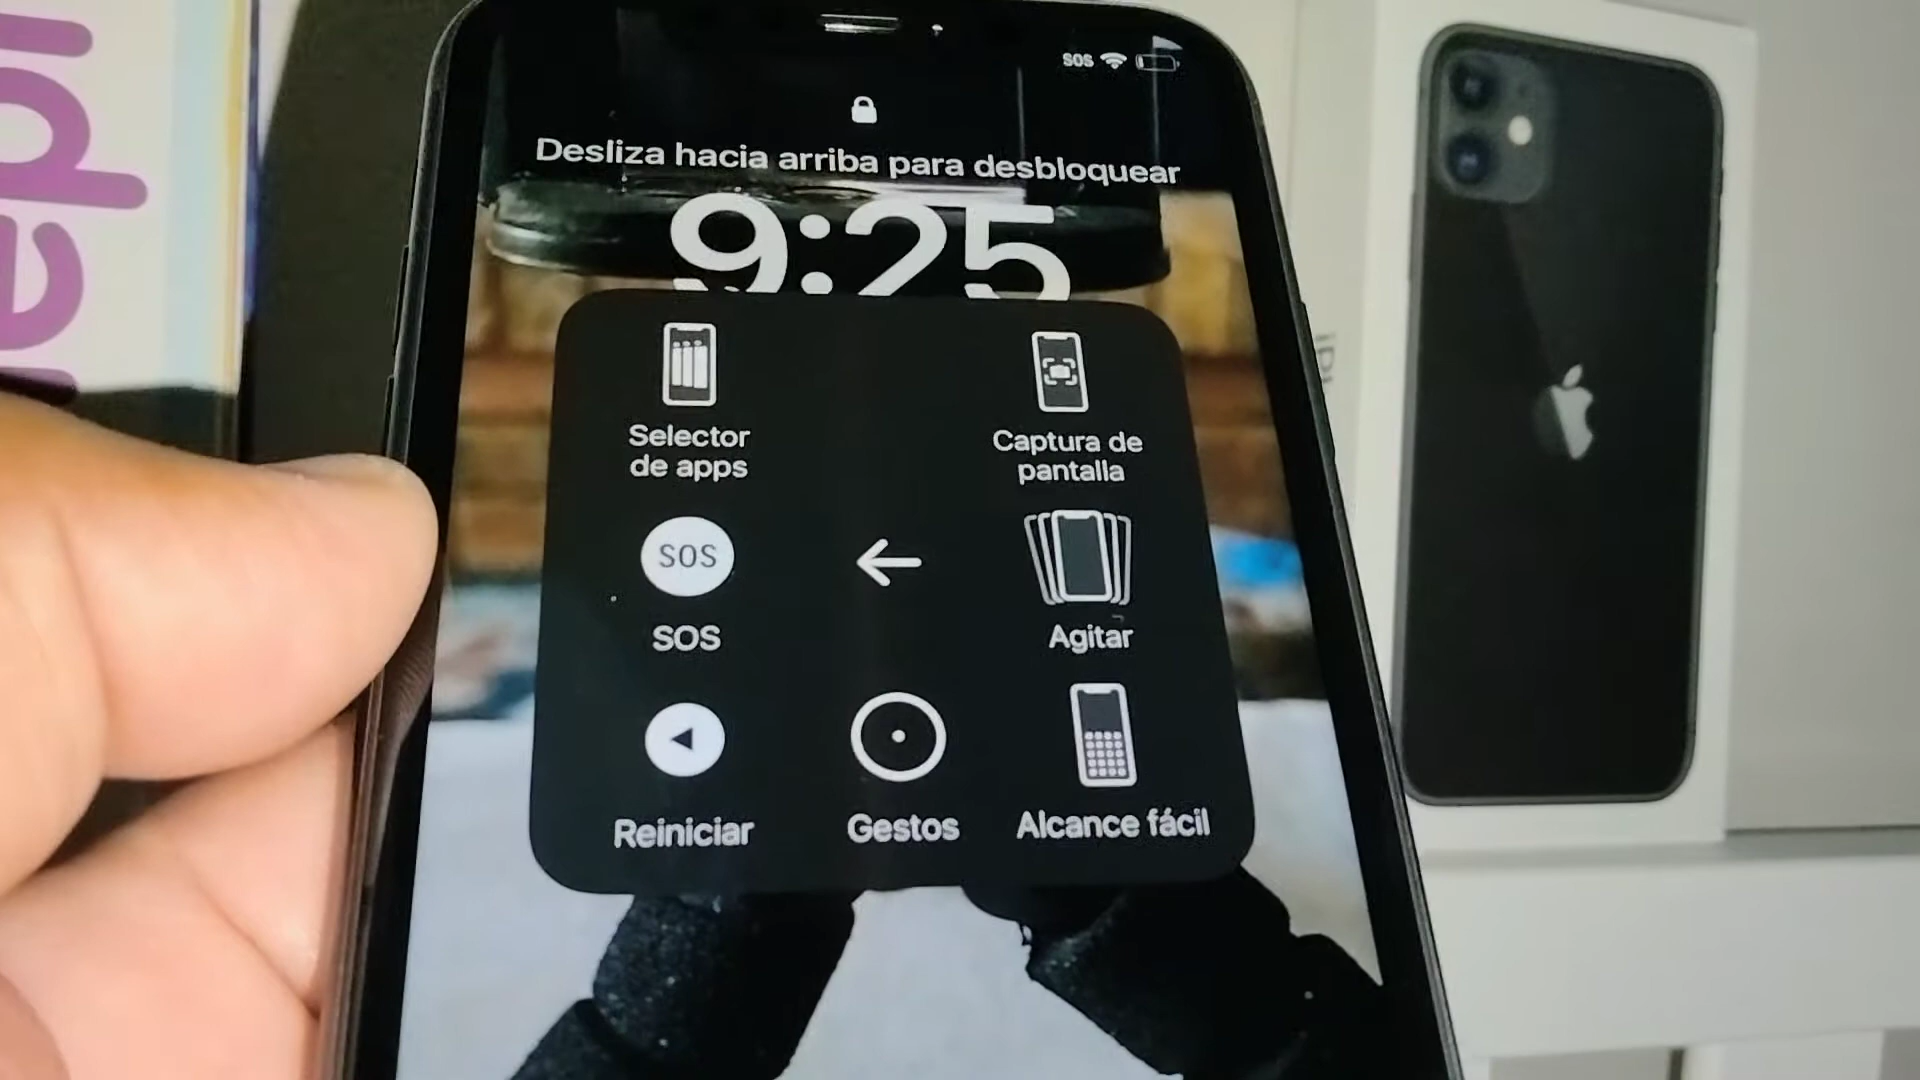 SOS
Desliza hacia arriba para desbloquear
9:25
Selector
de apps
Captura de
pantalla
SOS
SOS
Agitar
Reiniciar
Gestos
Alcance fácil